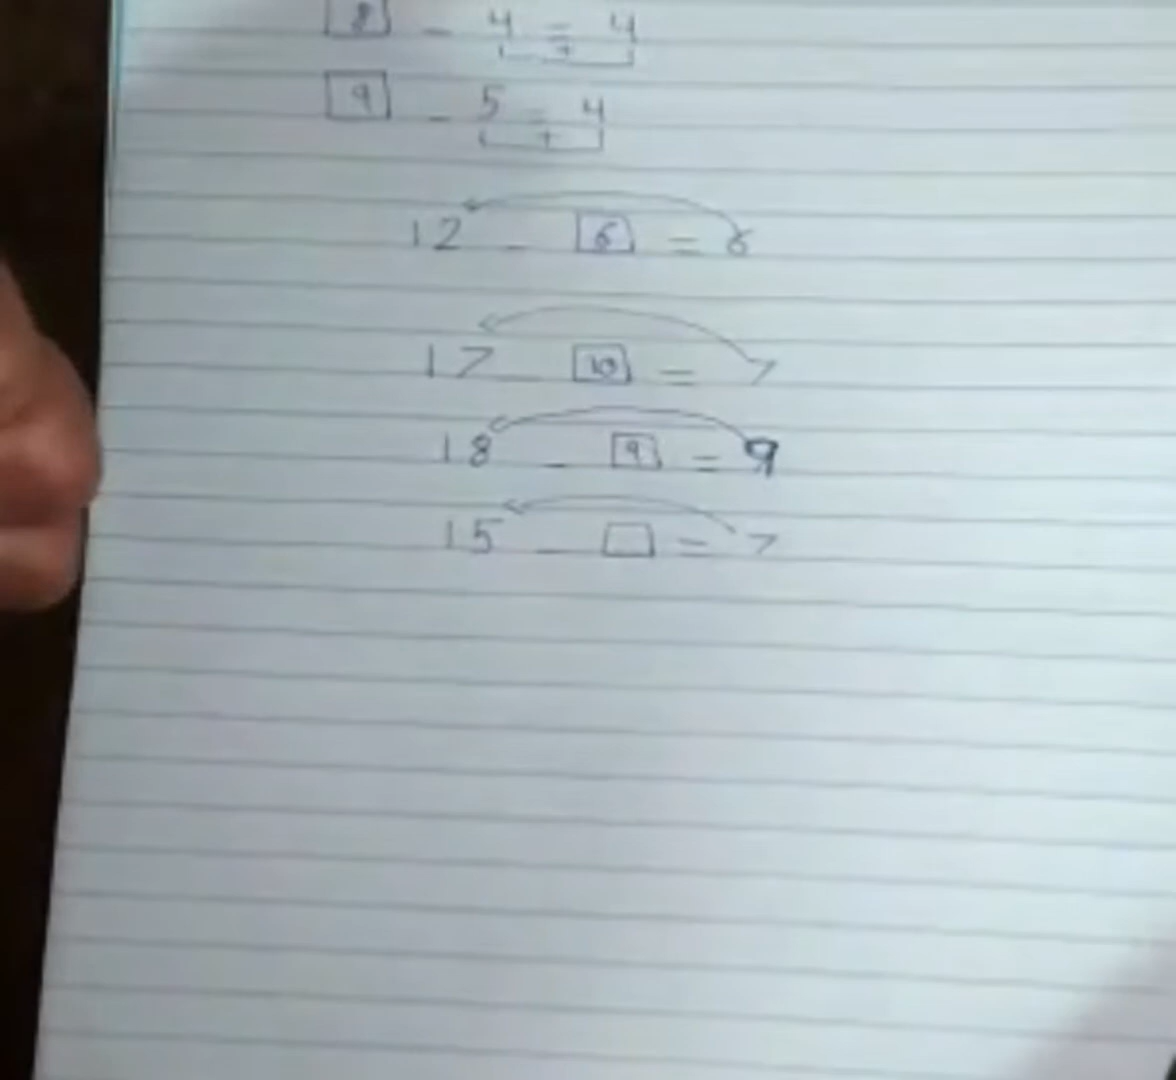 8 - 4 = 4
+
9 - 5 = 4
+
12 - 6 = 6
17 - 10 = 7
18 - 9 = 9
15 - □ = 7